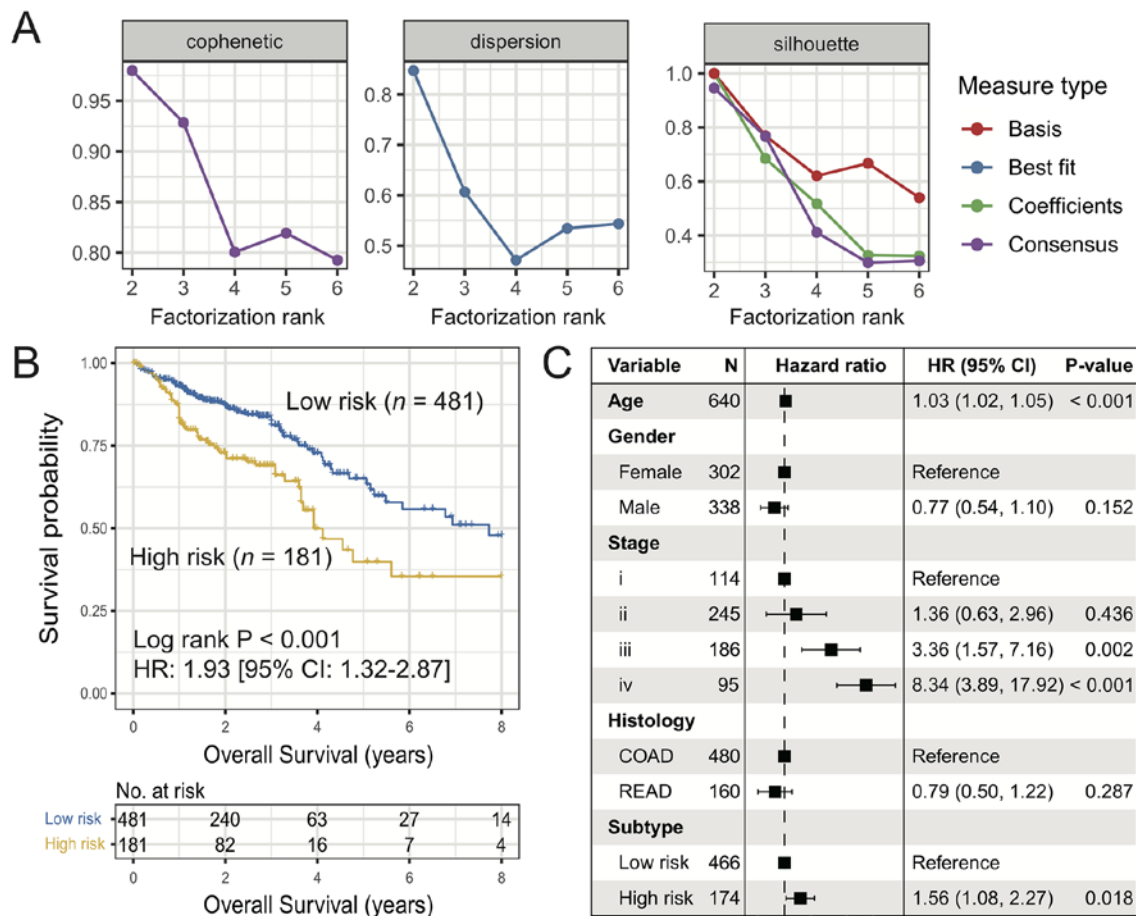 A
cophenetic
0.95
0.90
0.85
0.80
2 3 4 5 6
Factorization rank
dispersion
0.8
0.7
0.6
0.5
2 3 4 5 6
Factorization rank
silhouette
1.0
0.8
0.6
0.4
2 3 4 5 6
Factorization rank
Measure type
Basis
Best fit
Coefficients
Consensus
B
Survival probability
1.00
0.75
0.50
0.25
0.00
Low risk (n = 481)
High risk (n = 181)
Log rank P < 0.001
HR: 1.93 [95% CI: 1.32-2.87]
0 2 4 6 8
Overall Survival (years)
No. at risk
Low risk 481 240 63 27 14
High risk 181 82 16 7 4
0 2 4 6 8
Overall Survival (years)
C
Variable N Hazard ratio HR (95% CI) P-value
Age 640 1.03 (1.02, 1.05) < 0.001
Gender
Female 302 Reference
Male 338 0.77 (0.54, 1.10) 0.152
Stage
i 114 Reference
ii 245 1.36 (0.63, 2.96) 0.436
iii 186 3.36 (1.57, 7.16) 0.002
iv 95 8.34 (3.89, 17.92) < 0.001
Histology
COAD 480 Reference
READ 160 0.79 (0.50, 1.22) 0.287
Subtype
Low risk 466 Reference
High risk 174 1.56 (1.08, 2.27) 0.018